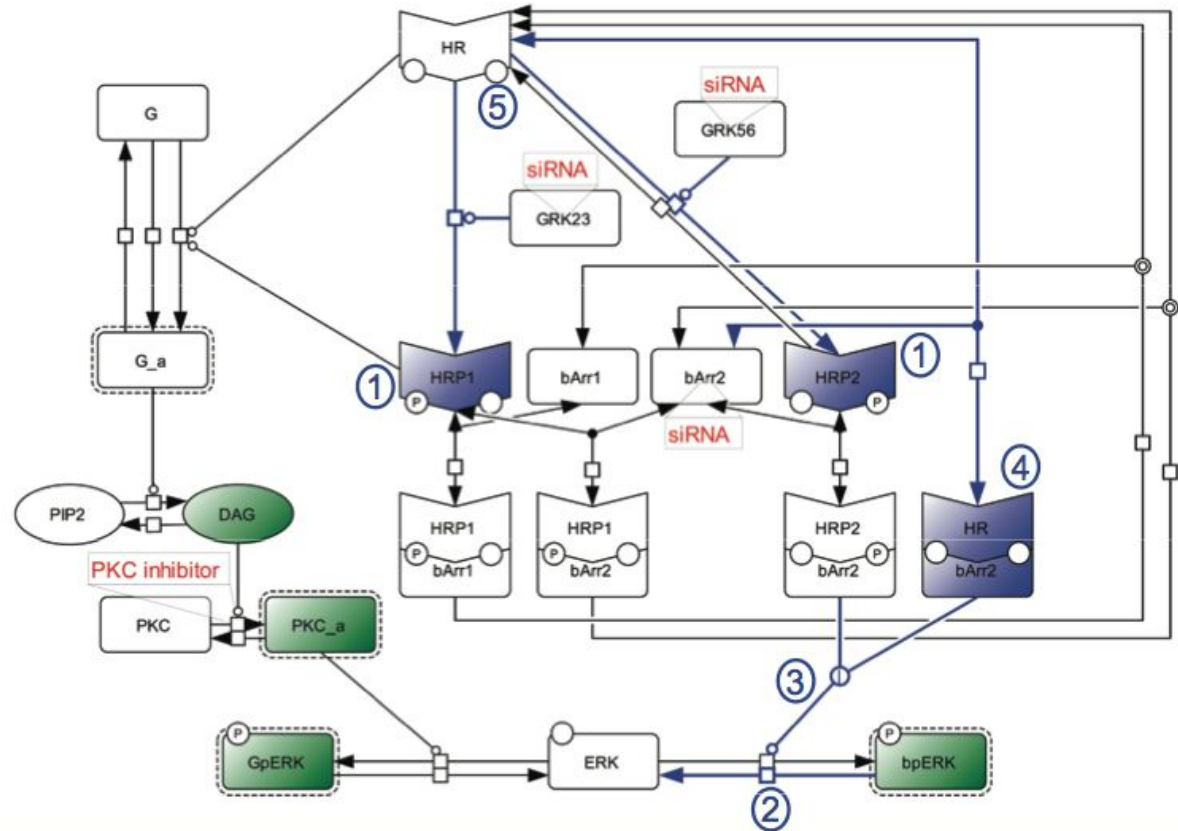 HR
siRNA
⑤
G
GRK56
siRNA
GRK23
G_a
①
HRP1
bArr1
bArr2
HRP2
①
P
P
siRNA
④
PIP2
DAG
HRP1
HRP1
HRP2
HR
P
P
P
bArr1
bArr2
bArr2
bArr2
PKC inhibitor
PKC
PKC_a
③
P
GpERK
ERK
P
bpERK
②